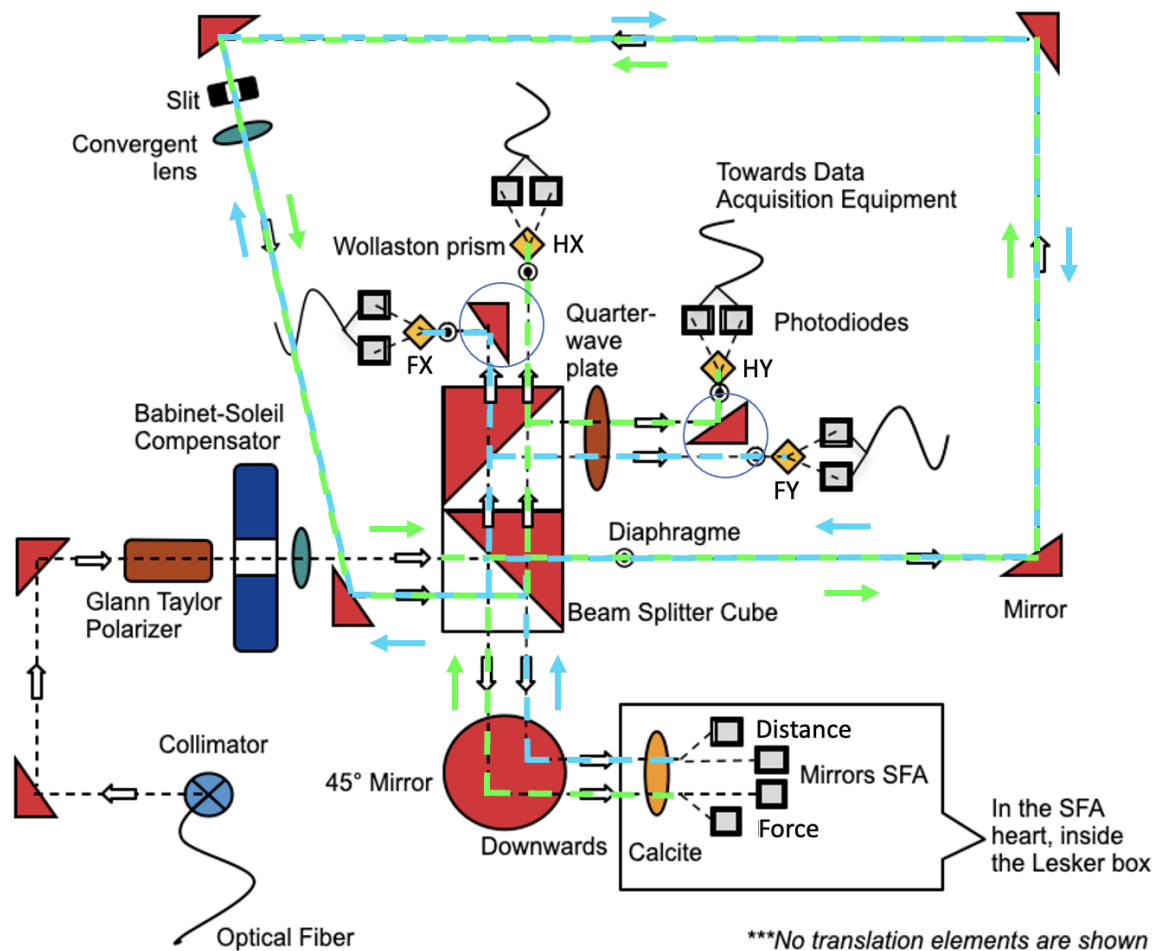 Slit
Convergent
lens
Wollaston prism
HX
Towards Data
Acquisition Equipment
Quarter-
wave
plate
Photodiodes
FX
HY
Babinet-Soleil
Compensator
FY
Diaphragme
Glann Taylor
Polarizer
Beam Splitter Cube
Mirror
Collimator
45° Mirror
Distance
Mirrors SFA
Force
Downwards
Calcite
In the SFA
heart, inside
the Lesker box
Optical Fiber
***No translation elements are shown